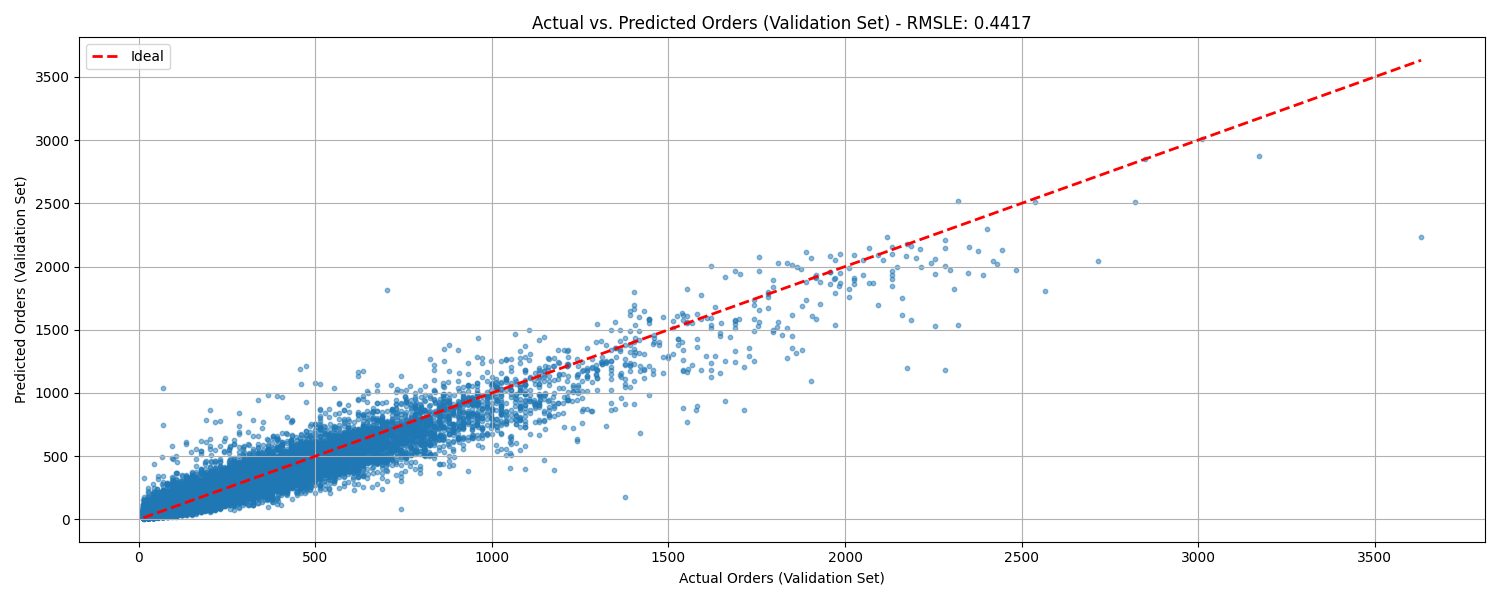 Actual vs. Predicted Orders (Validation Set) - RMSLE: 0.4417
Ideal
Predicted Orders (Validation Set)
3500
3000
2500
2000
1500
1000
500
0
0 500 1000 1500 2000 2500 3000 3500
Actual Orders (Validation Set)